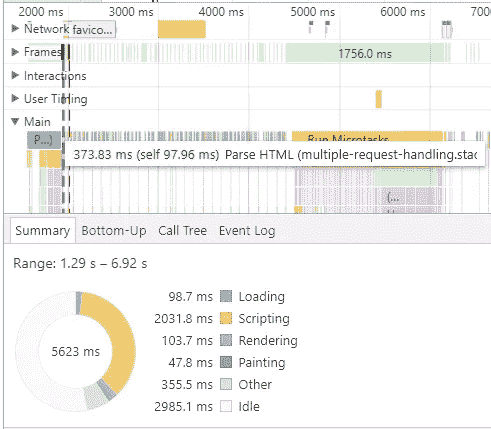 2000 ms 3000 ms 4000 ms 5000 ms 6000 ms
Network favico...
Frames 1756.0 ms
Interactions
User Timing
Main
P...) Run Microtasks
373.83 ms (self 97.96 ms) Parse HTML (multiple-request-handling.stac
(...
Summary Bottom-Up Call Tree Event Log
Range: 1.29 s – 6.92 s
98.7 ms Loading
2031.8 ms Scripting
103.7 ms Rendering
5623 ms
47.8 ms Painting
355.5 ms Other
2985.1 ms Idle